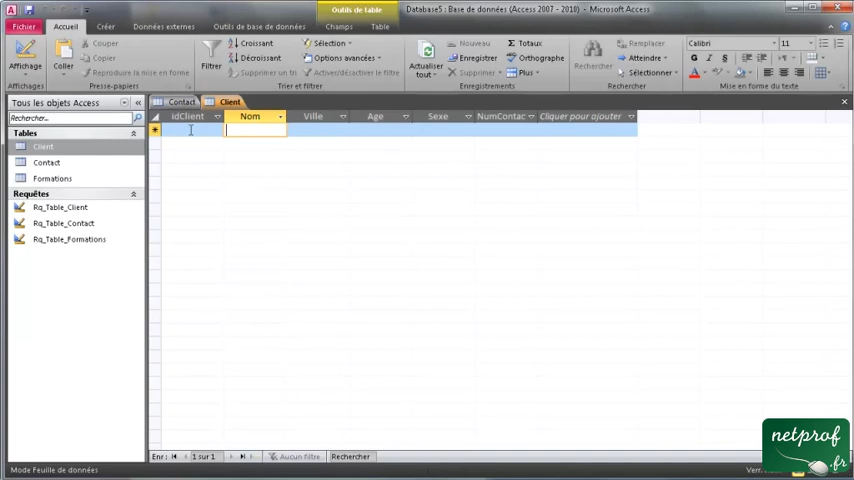 Outils de table
Database5 : Base de données (Access 2007 - 2010) - Microsoft Access
Fichier Accueil Créer Données externes Outils de base de données Champs Table
Affichage
Affichages
Coller
Couper
Copier
Reproduire la mise en forme
Presse-papiers
Filtrer
Croissant
Décroissant
Supprimer un tri
Sélection
Options avancées
Activer/désactiver le filtre
Trier et filtrer
Actualiser
tout
Nouveau
Enregistrer
Supprimer
Totaux
Plus
Enregistrements
Rechercher
Remplacer
Atteindre
Sélectionner
Rechercher
Calibri 11
G I S
A
Mise en forme du texte
Tous les objets Access
Rechercher...
Tables
Client
Contact
Formations
Requêtes
Rq_Table_Client
Rq_Table_Contact
Rq_Table_Formations
Contact Client
idClient Nom Ville Age Sexe NumContac Cliquer pour ajouter
Enr : 1 sur 1 Aucun filtre Rechercher
Mode Feuille de données
Verr.
netprof
.fr